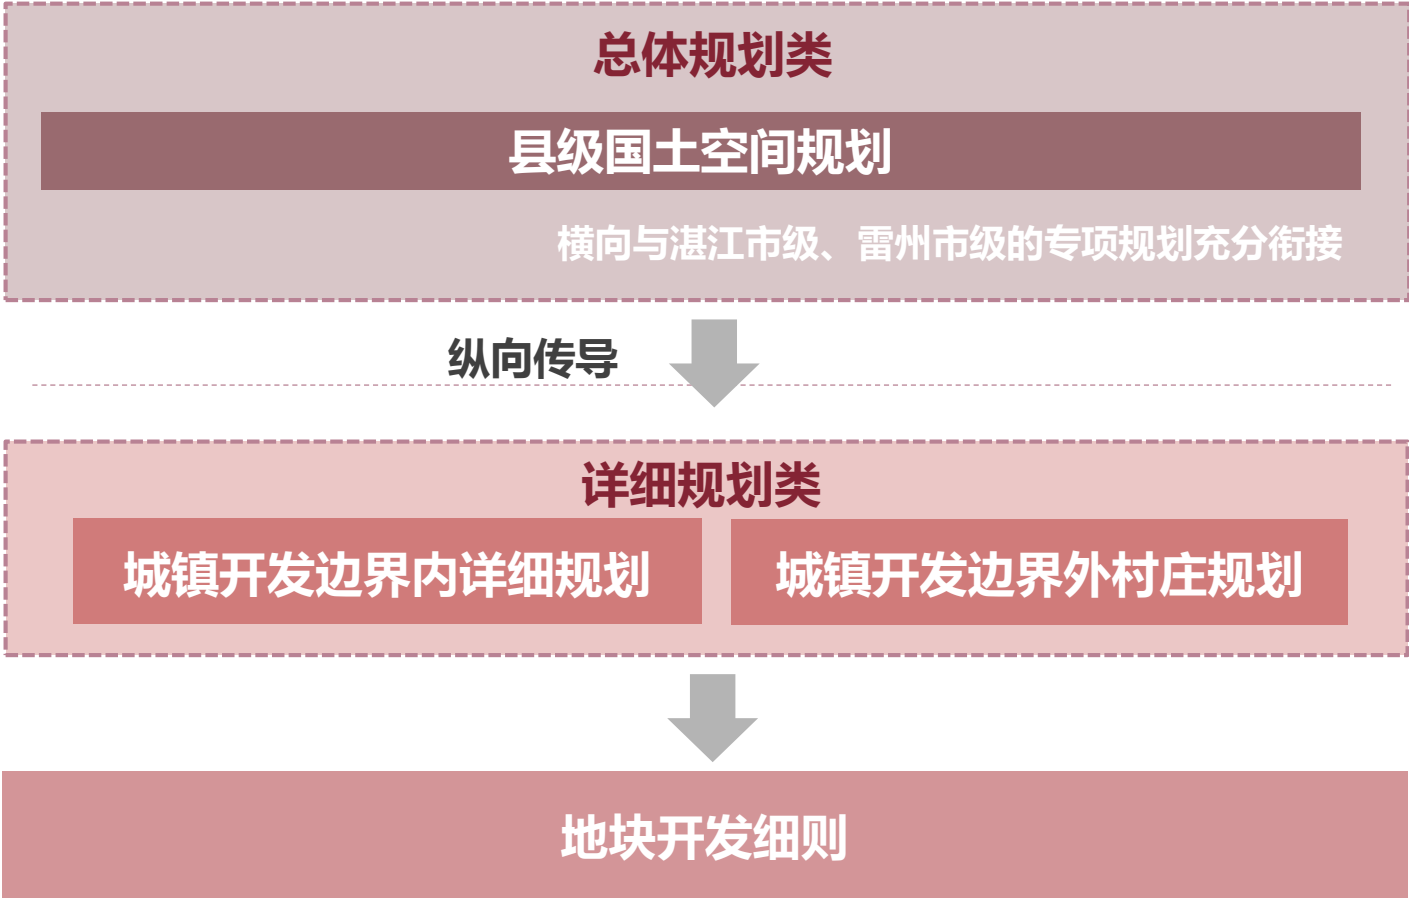 总体规划类
县级国土空间规划
横向与湛江市级、雷州市级的专项规划充分衔接
纵向传导
详细规划类
城镇开发边界内详细规划
城镇开发边界外村庄规划
地块开发细则